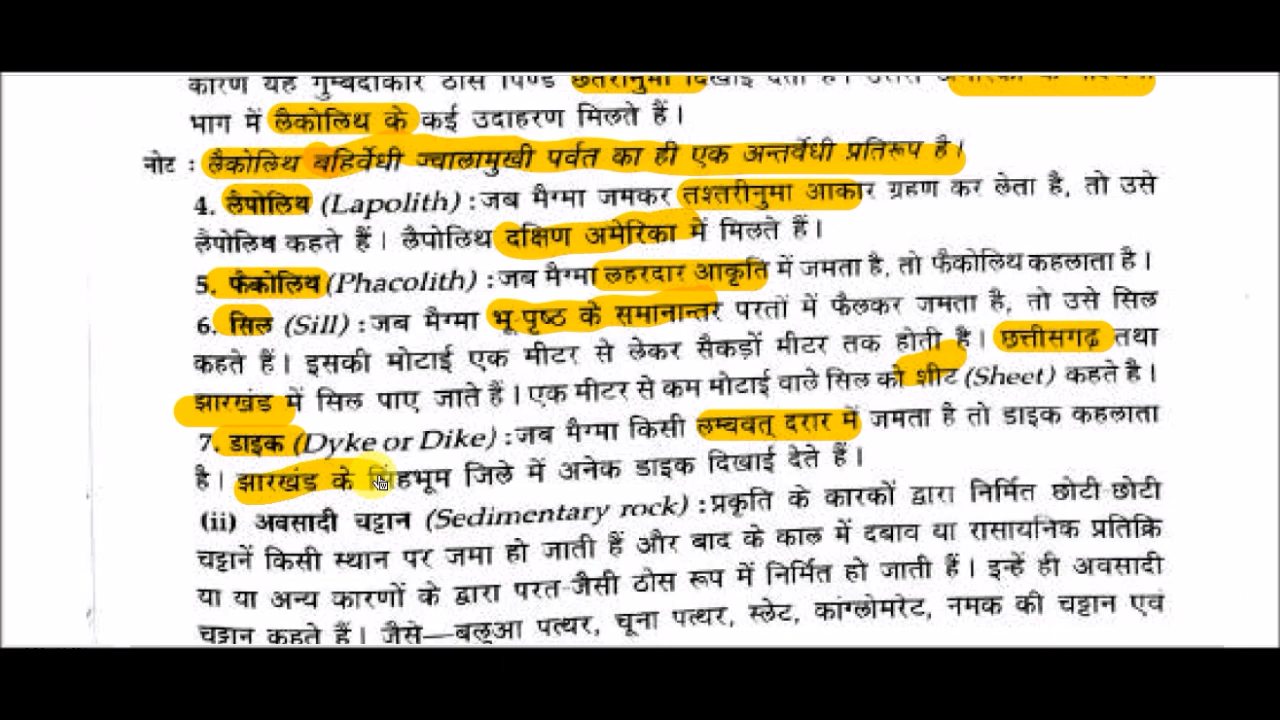 कारण यह गुम्बदाकार ठोस पिण्ड छतरीनुमा दिखाई देता है। उत्तरी अमेरिका के पश्चिमी
भाग में लैकोलिथ के कई उदाहरण मिलते हैं।
नोट : लैकोलिथ बहिर्वेधी ज्वालामुखी पर्वत का ही एक अन्तर्वेधी प्रतिरूप है।
4. लैपोलिथ (Lapolith) : जब मैग्मा जमकर तश्तरीनुमा आकार ग्रहण कर लेता है, तो उसे
लैपोलिथ कहते हैं। लैपोलिथ दक्षिण अमेरिका में मिलते हैं।
5. फैकोलिथ (Phacolith) : जब मैग्मा लहरदार आकृति में जमता है, तो फैकोलिथ कहलाता है।
6. सिल (Sill) : जब मैग्मा भू-पृष्ठ के समानान्तर परतों में फैलकर जमता है, तो उसे सिल
कहते हैं। इसकी मोटाई एक मीटर से लेकर सैकड़ों मीटर तक होती है। छत्तीसगढ़ तथा
झारखंड में सिल पाए जाते हैं। एक मीटर से कम मोटाई वाले सिल को शीट (Sheet) कहते है।
7. डाइक (Dyke or Dike) : जब मैग्मा किसी लम्बवत् दरार में जमता है तो डाइक कहलाता
है। झारखंड के सिंहभूम जिले में अनेक डाइक दिखाई देते हैं।
(ii) अवसादी चट्टान (Sedimentary rock) : प्रकृति के कारकों द्वारा निर्मित छोटी छोटी
चट्टानें किसी स्थान पर जमा हो जाती हैं और बाद के काल में दबाव या रासायनिक प्रतिक्रि
या या अन्य कारणों के द्वारा परत-जैसी ठोस रूप में निर्मित हो जाती हैं। इन्हें ही अवसादी
चट्टान कहते हैं। जैसे—बलुआ पत्थर, चूना पत्थर, स्लेट, कांग्लोमरेट, नमक की चट्टान एवं